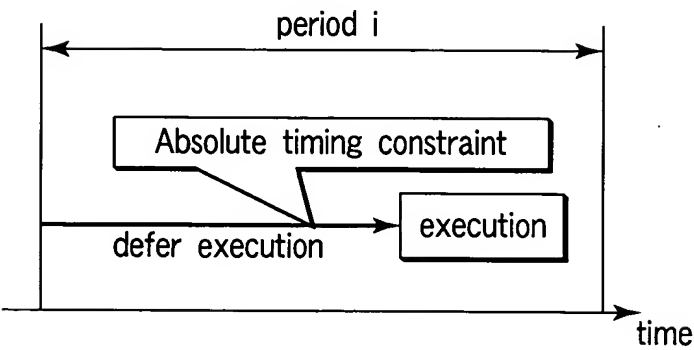 period i
Absolute timing constraint
execution
defer execution
time